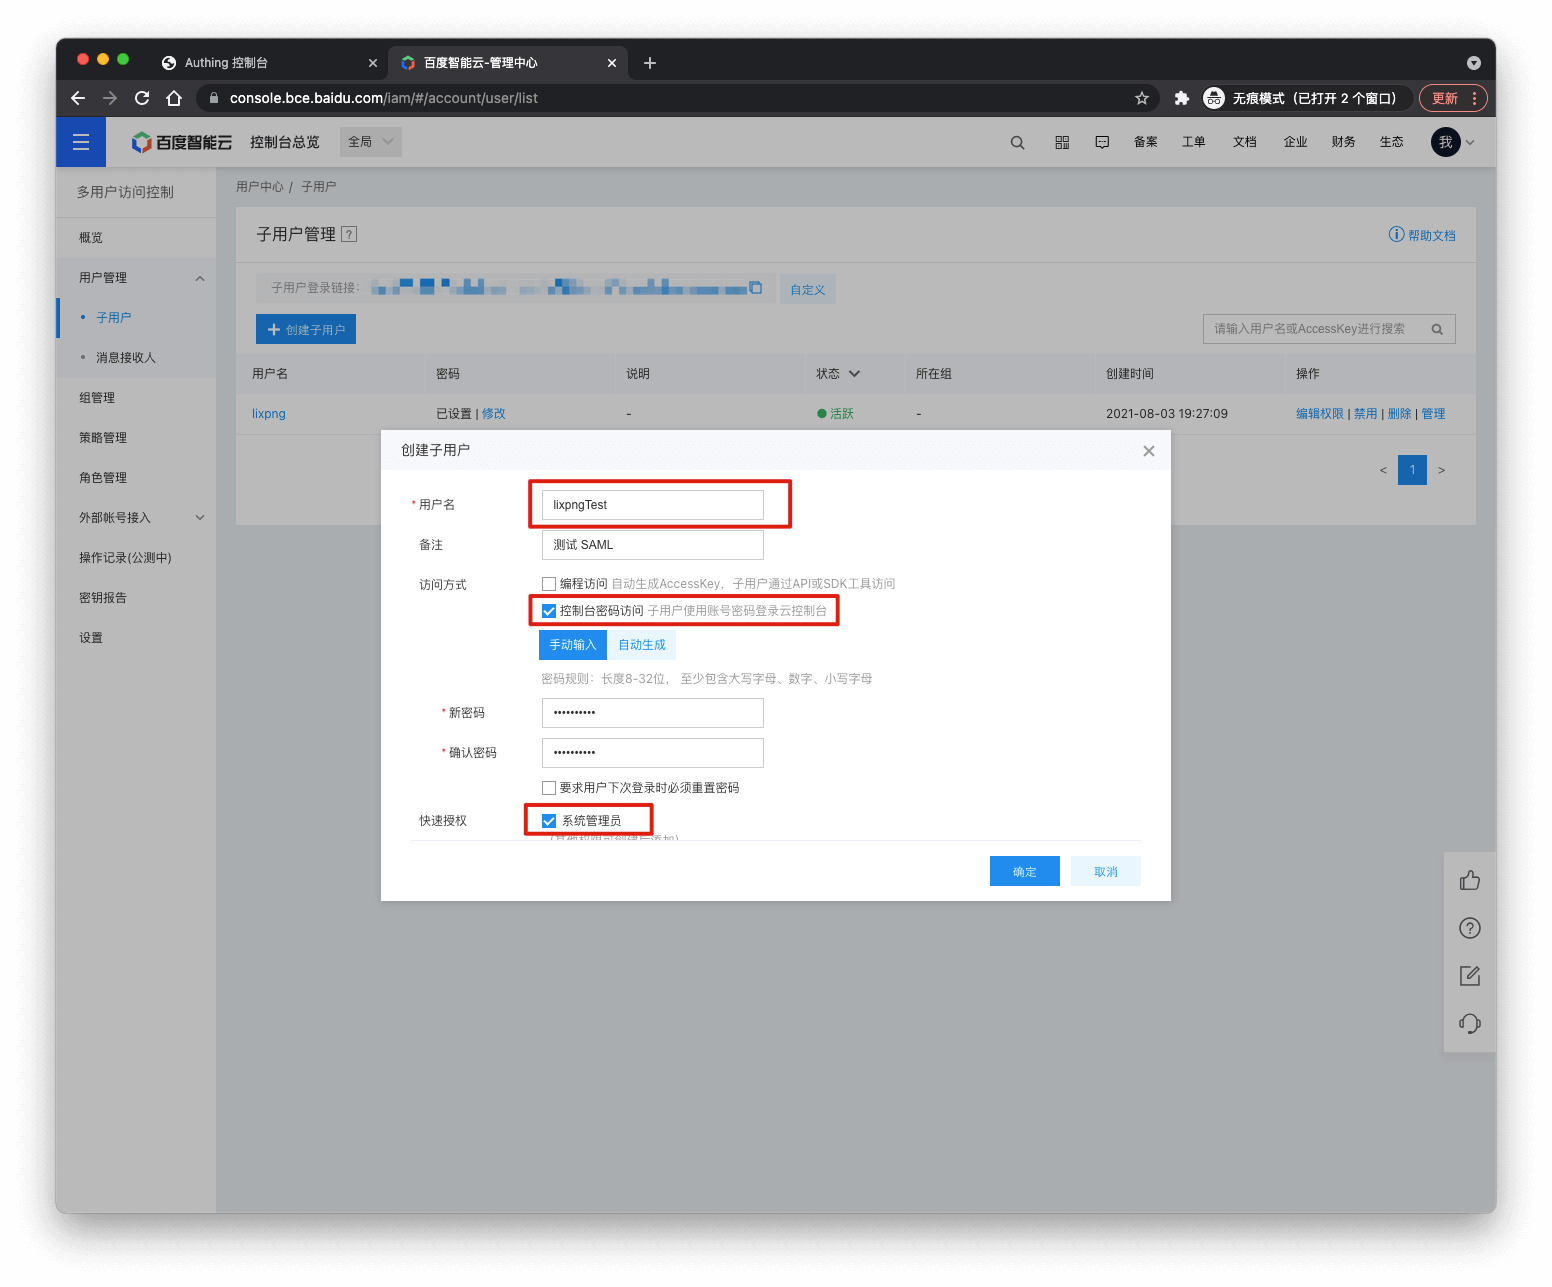 Authing 控制台
百度智能云-管理中心
console.bce.baidu.com/iam/#/account/user/list
无痕模式（已打开 2 个窗口）
更新
百度智能云
控制台总览
全局
备案
工单
文档
企业
财务
生态
我
多用户访问控制
概览
用户管理
子用户
消息接收人
组管理
策略管理
角色管理
外部帐号接入
操作记录(公测中)
密钥报告
设置
用户中心 / 子用户
子用户管理 ?
帮助文档
子用户登录链接：
自定义
创建子用户
请输入用户名或AccessKey进行搜索
用户名 密码 说明 状态 所在组 创建时间 操作
lixpng 已设置 | 修改 - 活跃 - 2021-08-03 19:27:09 编辑权限 | 禁用 | 删除 | 管理
< 1 >
创建子用户
* 用户名 lixpngTest
备注 测试 SAML
访问方式 编程访问 自动生成AccessKey，子用户通过API或SDK工具访问
控制台密码访问 子用户使用账号密码登录云控制台
手动输入 自动生成
密码规则：长度8-32位， 至少包含大写字母、数字、小写字母
* 新密码 ••••••••••
* 确认密码 ••••••••••
要求用户下次登录时必须重置密码
快速授权 系统管理员
(其他权限可创建后添加)
确定 取消